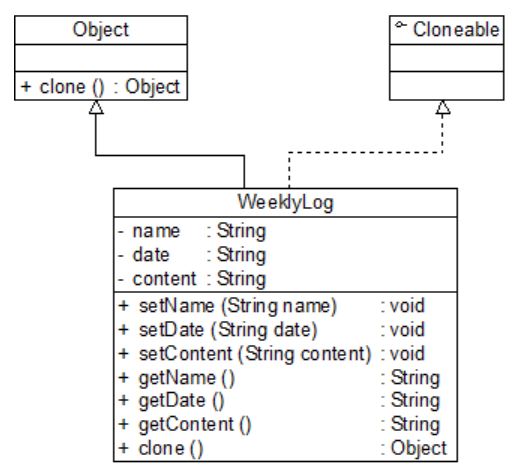 Object
+ clone () : Object
Cloneable
WeeklyLog
- name : String
- date : String
- content : String
+ setName (String name) : void
+ setDate (String date) : void
+ setContent (String content) : void
+ getName () : String
+ getDate () : String
+ getContent () : String
+ clone () : Object